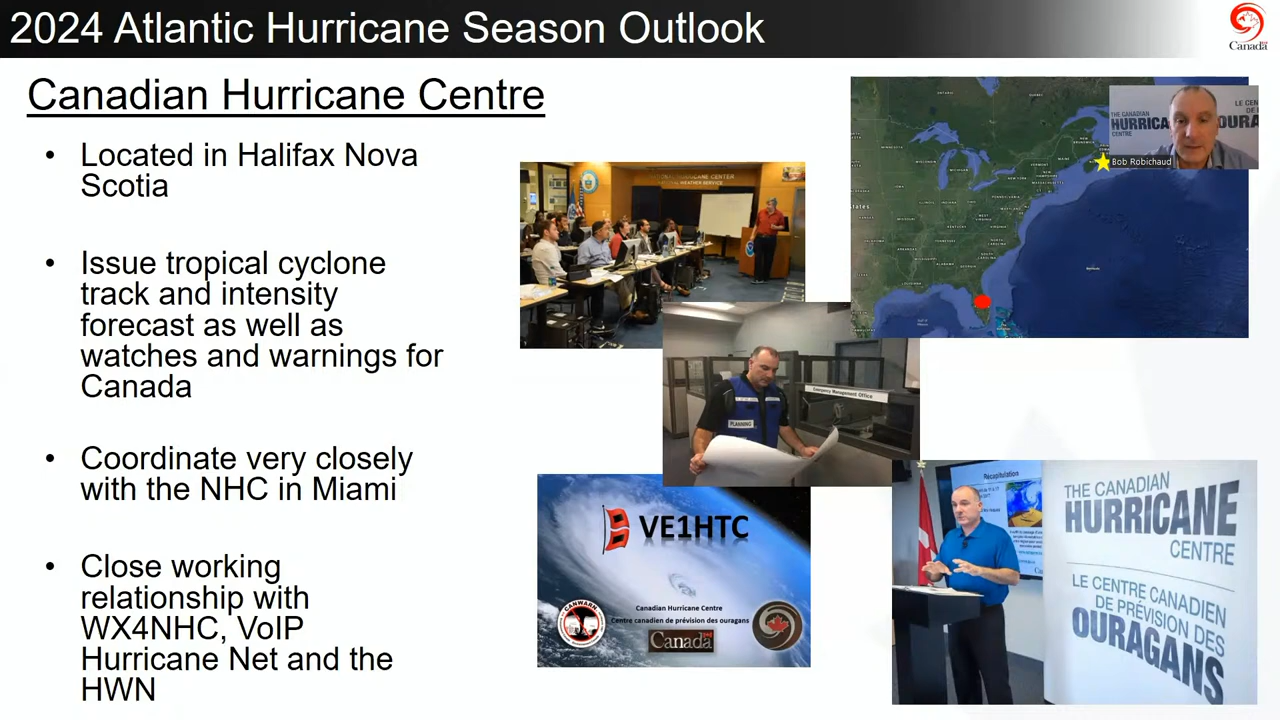 2024 Atlantic Hurricane Season Outlook
Canada
Canadian Hurricane Centre
• Located in Halifax Nova
Scotia
• Issue tropical cyclone
track and intensity
forecast as well as
watches and warnings for
Canada
• Coordinate very closely
with the NHC in Miami
• Close working
relationship with
WX4NHC, VoIP
Hurricane Net and the
HWN
NATIONAL HURRICANE CENTER
NATIONAL WEATHER SERVICE
THE CANADIAN
HURRICA
CENTRE
LE CE
OURA
Bob Robichaud
Emergency Management Office
PLANNING
VE1HTC
Canadian Hurricane Centre
Centre canadien de prévision des ouragans
CANWARN
Canada
Récapitulation
THE CANADIAN
HURRICANE
CENTRE
LE CENTRE CANADIEN
DE PRÉVISION DES
OURAGANS